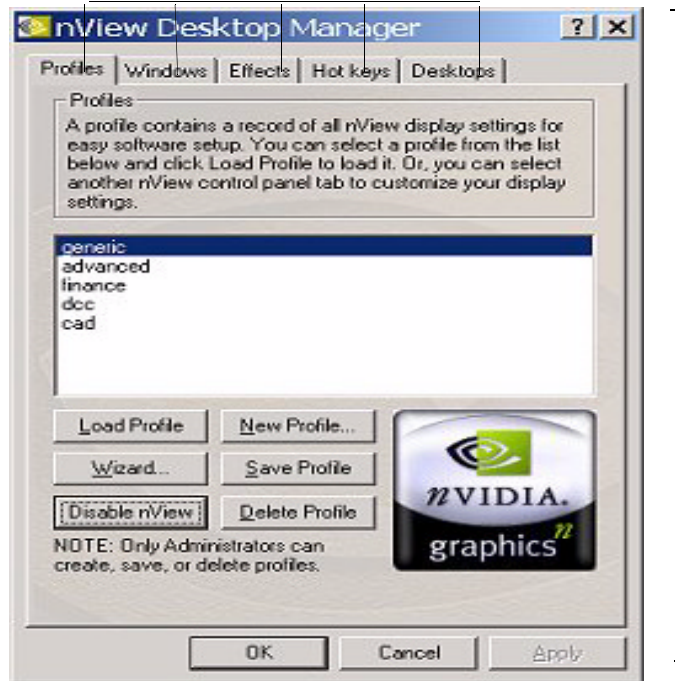 nView Desktop Manager
? X
Profiles Windows Effects Hot keys Desktops
Profiles
A profile contains a record of all nView display settings for
easy software setup. You can select a profile from the list
below and click Load Profile to load it. Or, you can select
another nView control panel tab to customize your display
settings.
generic
advanced
finance
dcc
cad
Load Profile New Profile...
Wizard... Save Profile
Disable nView Delete Profile
NOTE: Only Administrators can
create, save, or delete profiles.
nVIDIA.
graphics n
OK Cancel Apply